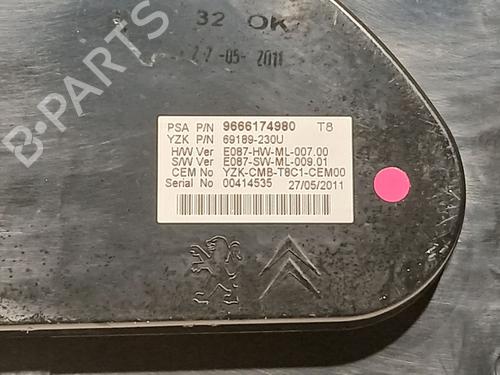 32 OK
27-05-2011
B-PARTS
PSA P/N 9666174980 T8
YZK P/N 69189-230U
H/W Ver E087-HW-ML-007.00
S/W Ver E087-SW-ML-009.01
CEM No YZK-CMB-T8C1-CEM00
Serial No 00414535 27/05/2011